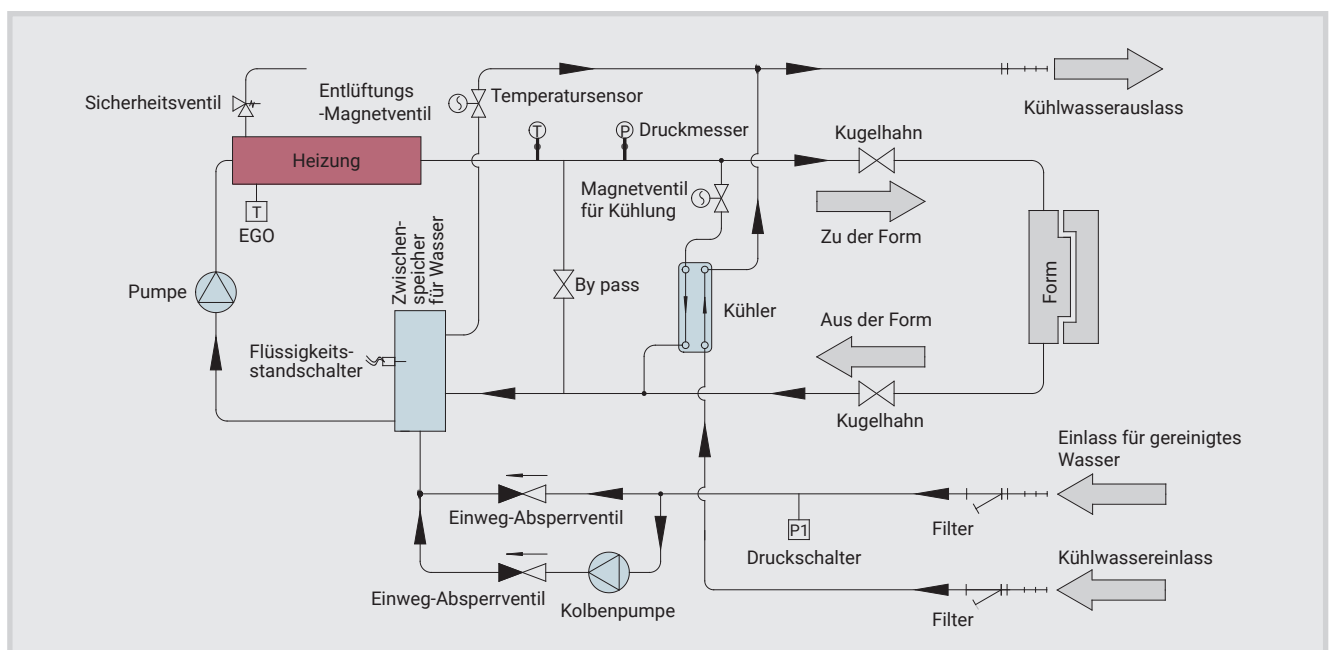 Sicherheitsventil
Entlüftungs
-Magnetventil
Temperatursensor
Kühlwasserauslass
Heizung
T
P
Druckmesser
Kugelhahn
T
EGO
Magnetventil
für Kühlung
Zu der Form
Zwischen-
speicher
für Wasser
Form
Pumpe
By pass
Kühler
Aus der Form
Flüssigkeits-
standschalter
Kugelhahn
Einlass für gereinigtes
Wasser
Einweg-Absperrventil
P1
Druckschalter
Filter
Kühlwassereinlass
Einweg-Absperrventil
Kolbenpumpe
Filter